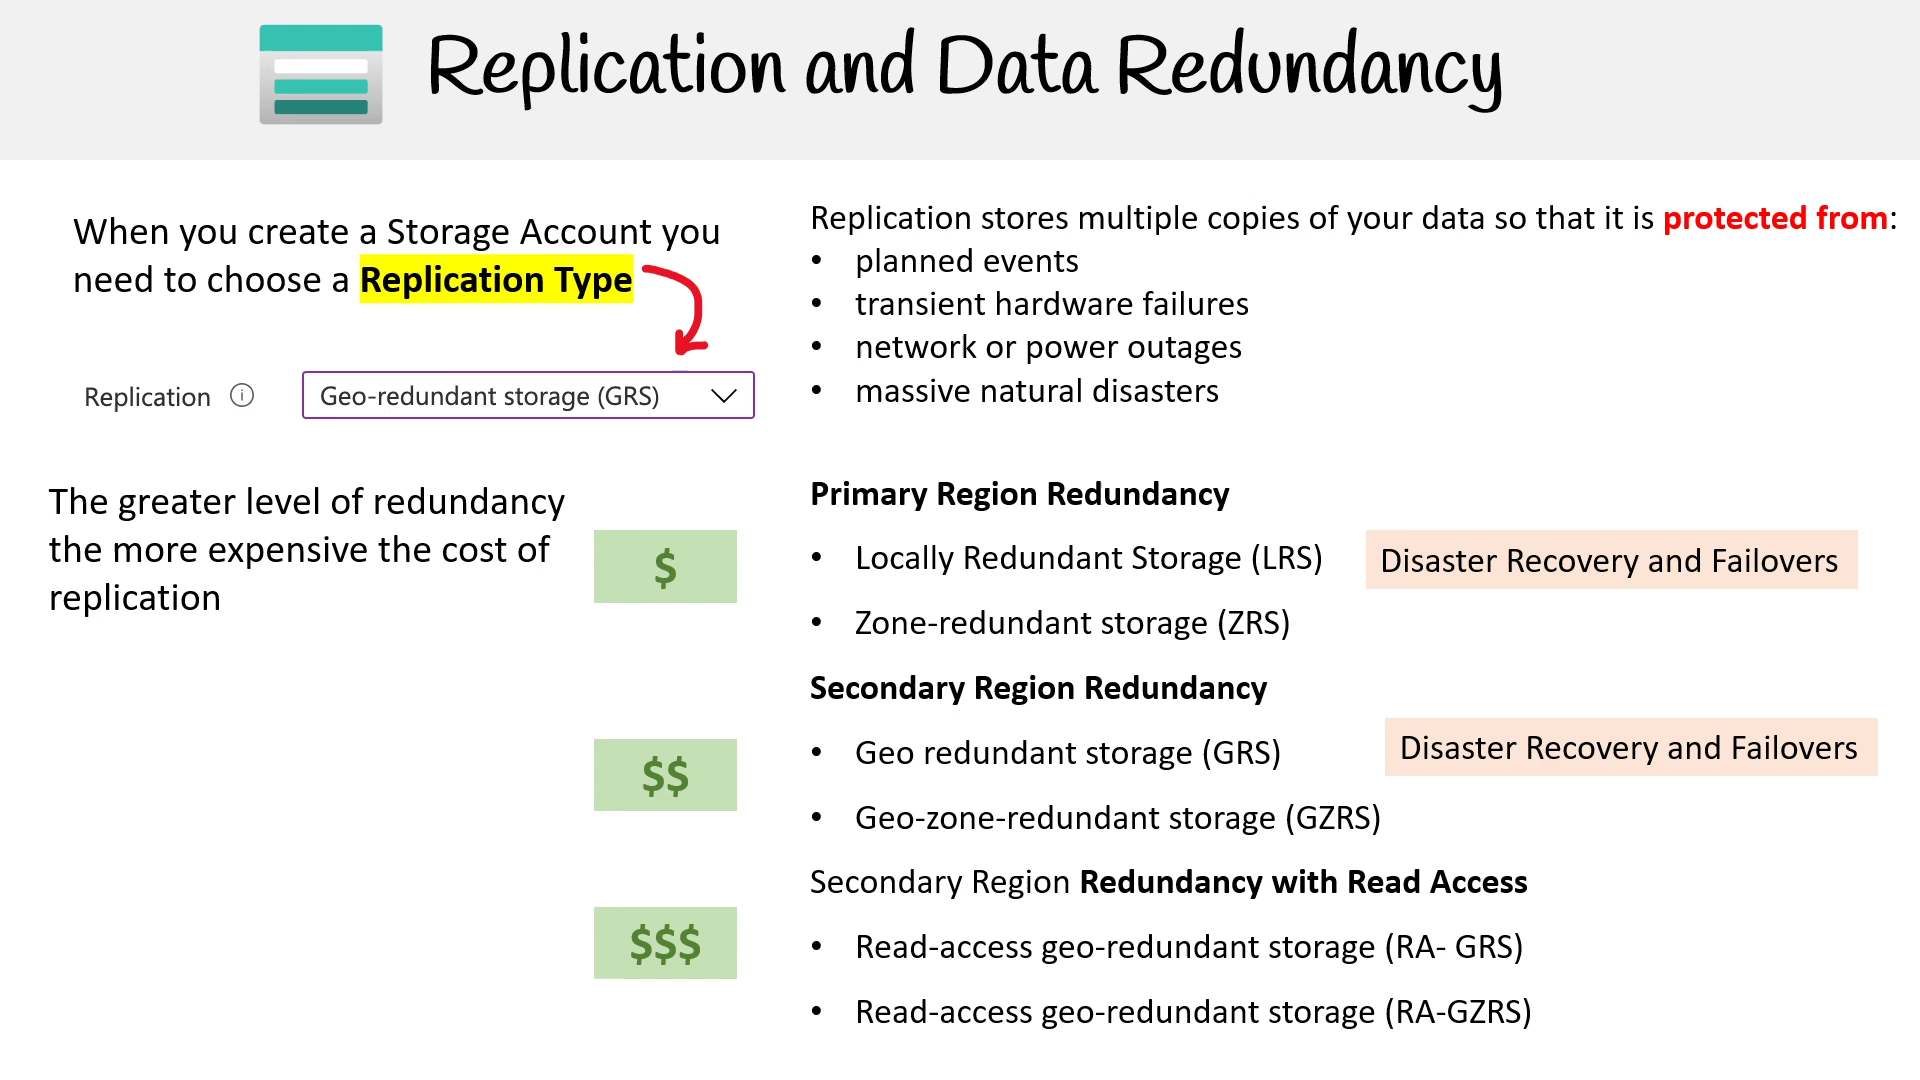 Replication and Data Redundancy
When you create a Storage Account you
need to choose a Replication Type
Replication
Geo-redundant storage (GRS)
The greater level of redundancy
the more expensive the cost of
replication
$
$$
$$$
Replication stores multiple copies of your data so that it is protected from:
• planned events
• transient hardware failures
• network or power outages
• massive natural disasters
Primary Region Redundancy
• Locally Redundant Storage (LRS)
Disaster Recovery and Failovers
• Zone-redundant storage (ZRS)
Secondary Region Redundancy
• Geo redundant storage (GRS)
Disaster Recovery and Failovers
• Geo-zone-redundant storage (GZRS)
Secondary Region Redundancy with Read Access
• Read-access geo-redundant storage (RA- GRS)
• Read-access geo-redundant storage (RA-GZRS)